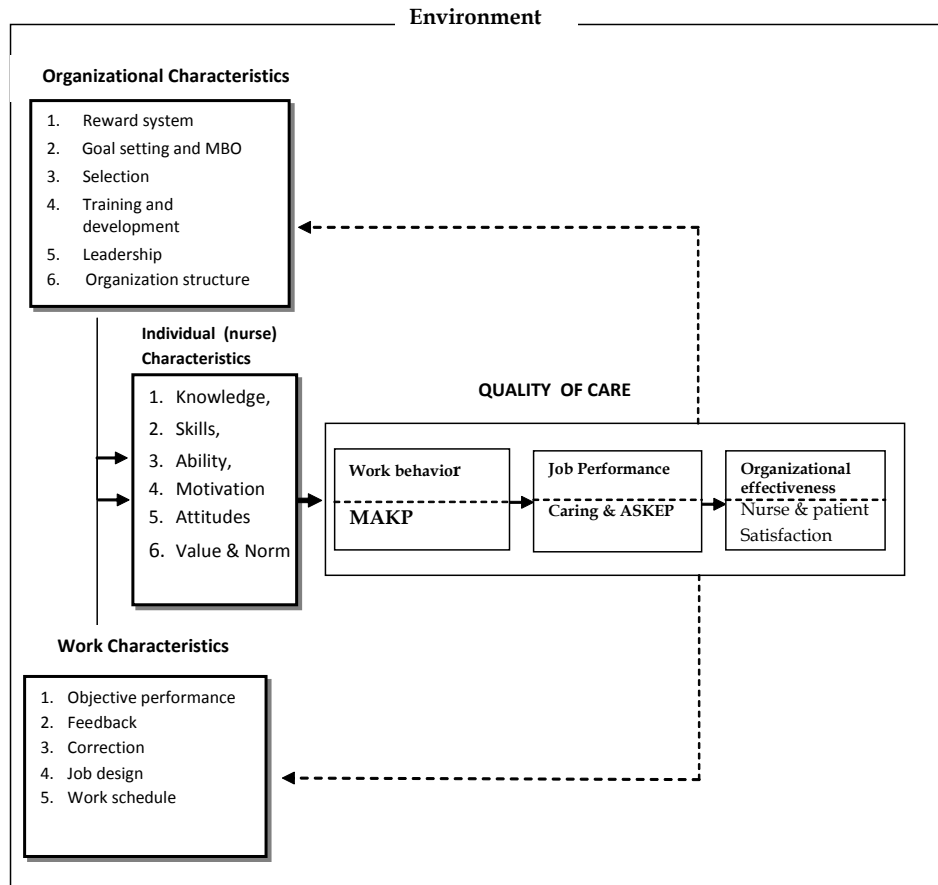 Environment
Organizational Characteristics
1. Reward system
2. Goal setting and MBO
3. Selection
4. Training and
development
5. Leadership
6. Organization structure
Individual (nurse)
Characteristics
1. Knowledge,
2. Skills,
3. Ability,
4. Motivation
5. Attitudes
6. Value & Norm
QUALITY OF CARE
Work behavior
MAKP
Job Performance
Caring & ASKEP
Organizational
effectiveness
Nurse & patient
Satisfaction
Work Characteristics
1. Objective performance
2. Feedback
3. Correction
4. Job design
5. Work schedule